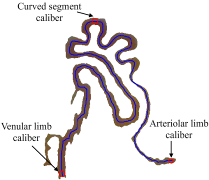 Curved segment
caliber
Venular limb
caliber
Arteriolar limb
caliber